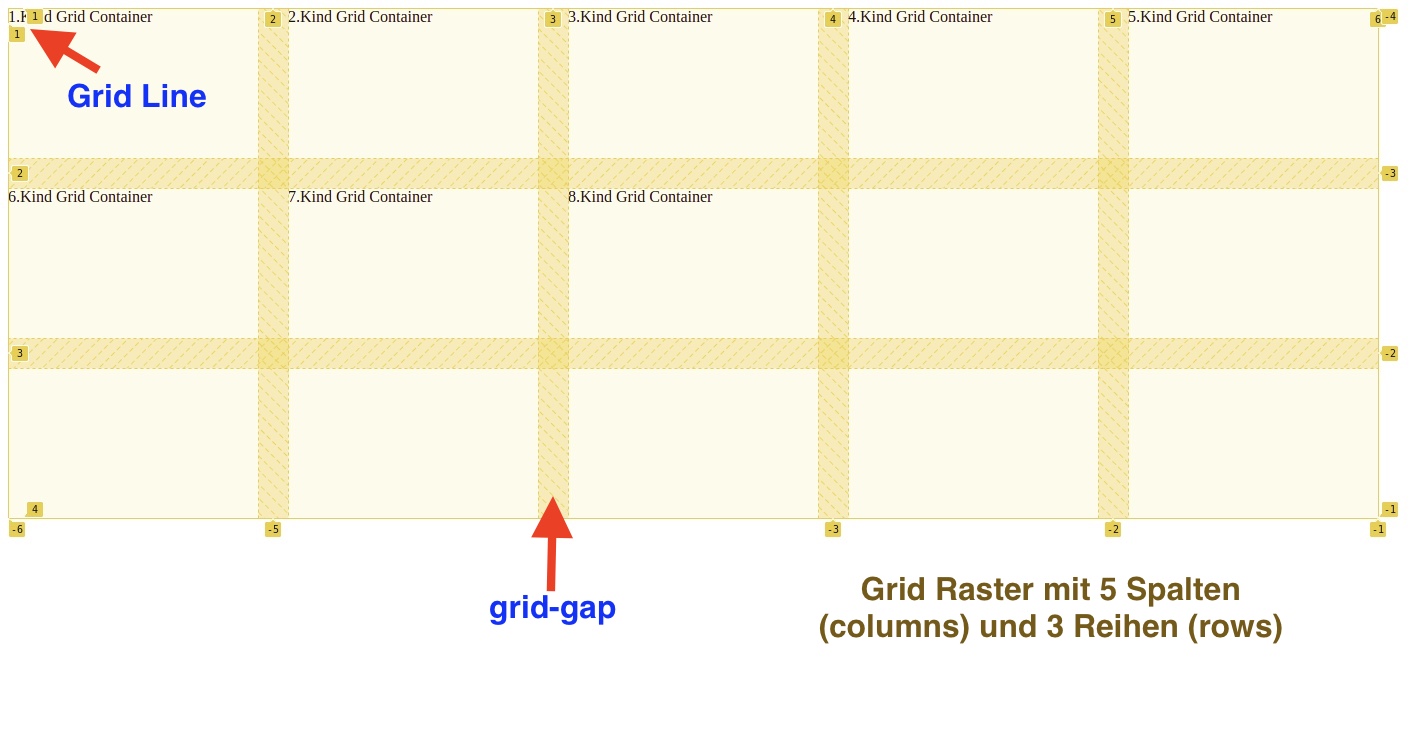 1.Kind Grid Container
1
2
2.Kind Grid Container
3
3.Kind Grid Container
4
4.Kind Grid Container
5
5.Kind Grid Container
6
-4
1
Grid Line
2
-3
6.Kind Grid Container
7.Kind Grid Container
8.Kind Grid Container
3
-2
4
-1
-6
-5
-3
-2
-1
grid-gap
Grid Raster mit 5 Spalten
(columns) und 3 Reihen (rows)